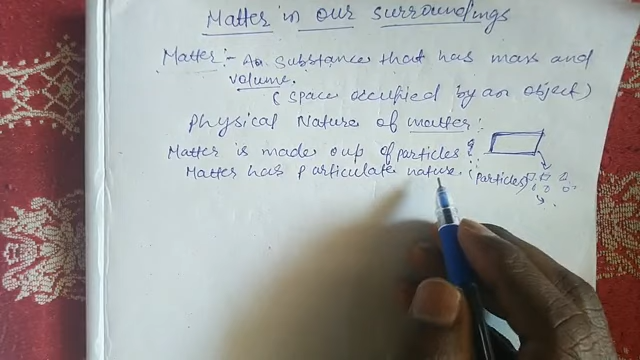 Matter in our surroundings
Matter:- An substance that has mass and
volume.
(space occupied by an object)
Physical Nature of matter:
Matter is made oup of particles
Matter has particulate nature. (particles)